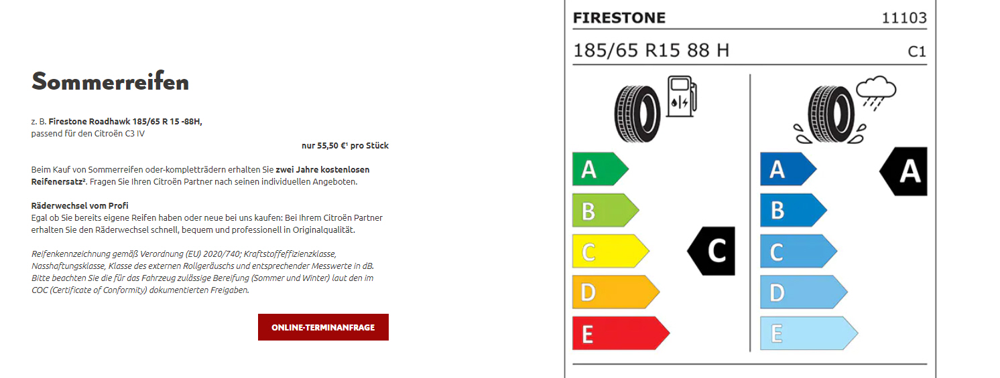 Sommerreifen
z. B. Firestone Roadhawk 185/65 R 15 -88H,
passend für den Citroën C3 IV
nur 55,50 €¹ pro Stück
Beim Kauf von Sommerreifen oder-kompletträdern erhalten Sie zwei Jahre kostenlosen
Reifenersatz². Fragen Sie Ihren Citroën Partner nach seinen individuellen Angeboten.
Räderwechsel vom Profi
Egal ob Sie bereits eigene Reifen haben oder neue bei uns kaufen: Bei Ihrem Citroën Partner
erhalten Sie den Räderwechsel schnell, bequem und professionell in Originalqualität.
Reifenkennzeichnung gemäß Verordnung (EU) 2020/740; Kraftstoffeffizienzklasse,
Nasshaftungsklasse, Klasse des externen Rollgeräuschs und entsprechender Messwerte in dB.
Bitte beachten Sie die für das Fahrzeug zulässige Bereifung (Sommer und Winter) laut den im
COC (Certificate of Conformity) dokumentierten Freigaben.
ONLINE-TERMINANFRAGE
FIRESTONE 11103
185/65 R15 88 H C1
A
B
C
D
E
C
A
B
C
D
E
A